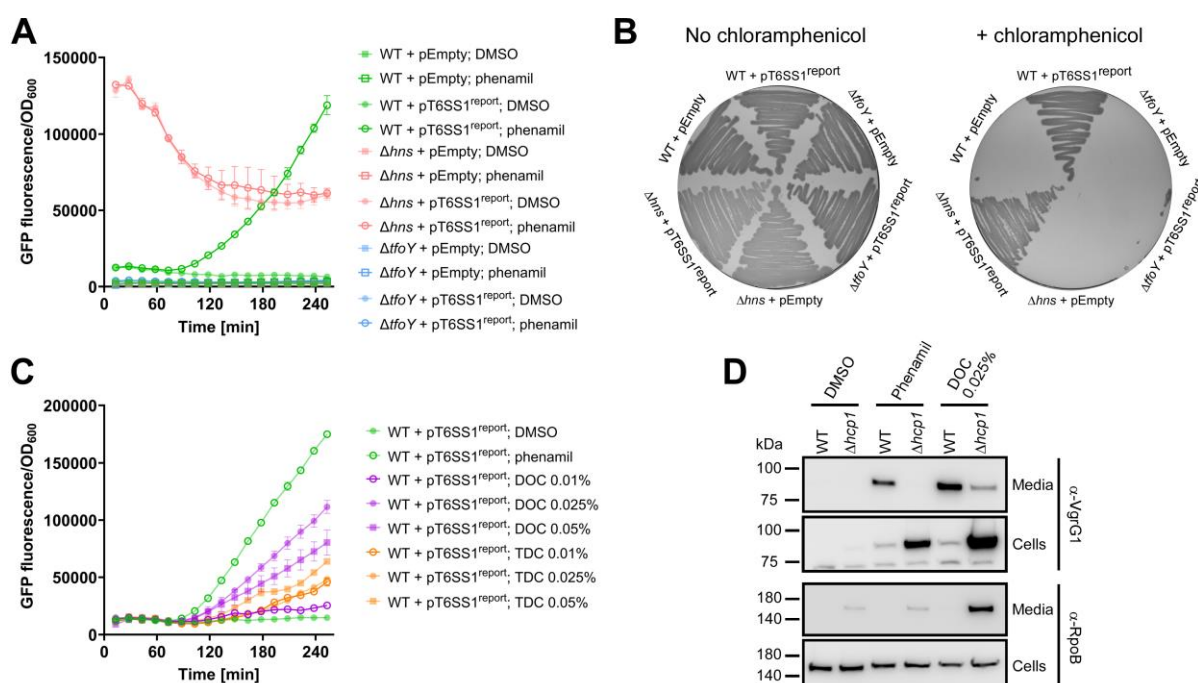 A
GFP fluorescence/OD600
150000
100000
50000
0
0 60 120 180 240
Time [min]
WT + pEmpty; DMSO
WT + pEmpty; phenamil
WT + pT6SS1report; DMSO
WT + pT6SS1report; phenamil
Δhns + pEmpty; DMSO
Δhns + pEmpty; phenamil
Δhns + pT6SS1report; DMSO
Δhns + pT6SS1report; phenamil
ΔtfoY + pEmpty; DMSO
ΔtfoY + pEmpty; phenamil
ΔtfoY + pT6SS1report; DMSO
ΔtfoY + pT6SS1report; phenamil
B
No chloramphenicol
WT + pT6SS1report
ΔtfoY + pEmpty
ΔtfoY + pT6SS1report
Δhns + pEmpty
Δhns + pT6SS1report
WT + pEmpty
+ chloramphenicol
WT + pT6SS1report
ΔtfoY + pEmpty
ΔtfoY + pT6SS1report
Δhns + pEmpty
Δhns + pT6SS1report
WT + pEmpty
C
GFP fluorescence/OD600
200000
150000
100000
50000
0
0 60 120 180 240
Time [min]
WT + pT6SS1report; DMSO
WT + pT6SS1report; phenamil
WT + pT6SS1report; DOC 0.01%
WT + pT6SS1report; DOC 0.025%
WT + pT6SS1report; DOC 0.05%
WT + pT6SS1report; TDC 0.01%
WT + pT6SS1report; TDC 0.025%
WT + pT6SS1report; TDC 0.05%
D
DMSO Phenamil DOC 0.025%
kDa WT Δhcp1 WT Δhcp1 WT Δhcp1
100
75
Media
100
75
Cells
α-VgrG1
180
140
Media
180
140
Cells
α-RpoB